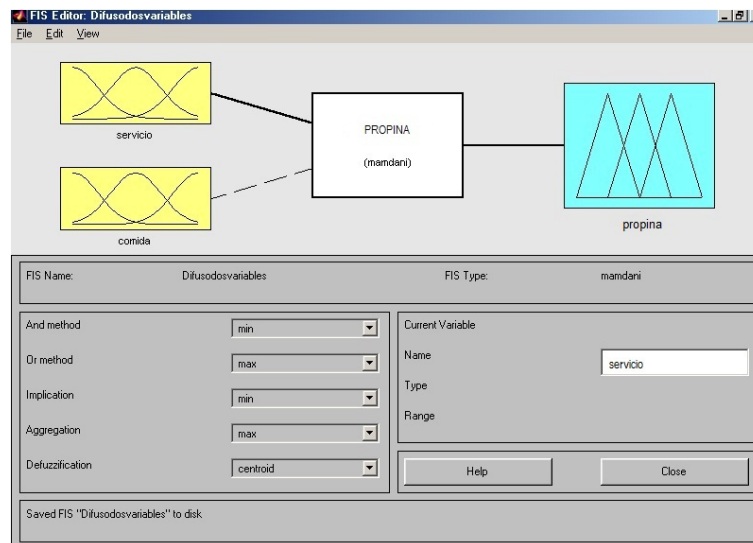 FIS Editor: Difusodosvariables
File Edit View
servicio
comida
PROPINA
(mamdani)
propina
FIS Name: Difusodosvariables FIS Type: mamdani
And method min
Or method max
Implication min
Aggregation max
Defuzzification centroid
Current Variable
Name servicio
Type
Range
Help Close
Saved FIS "Difusodosvariables" to disk